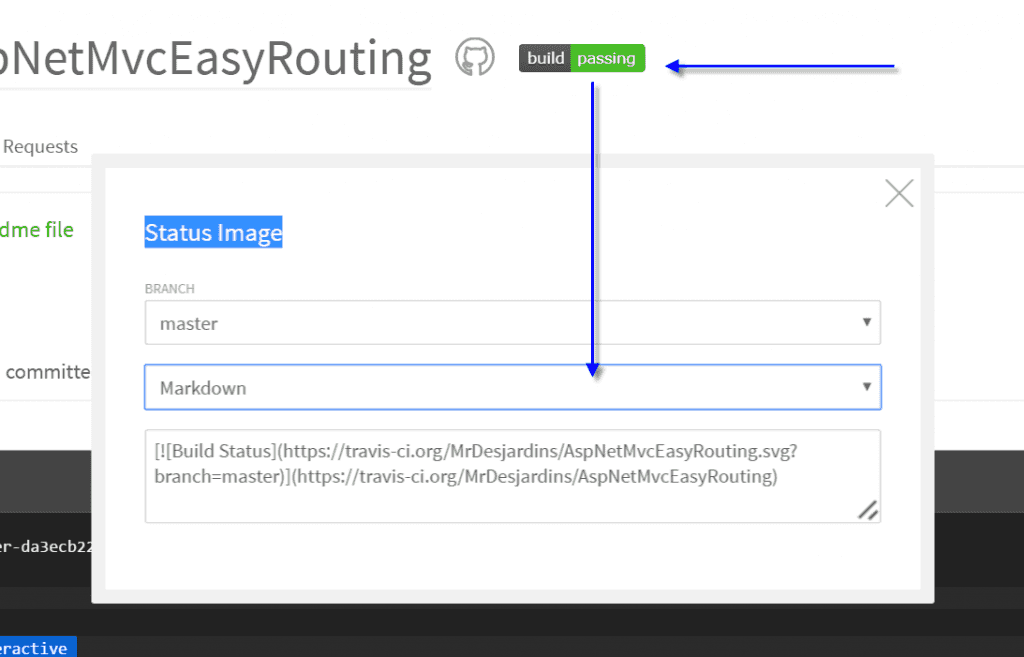 pNetMvcEasyRouting build passing
Requests
dme file
Status Image
BRANCH
master
committe
Markdown
[![Build Status](https://travis-ci.org/MrDesjardins/AspNetMvcEasyRouting.svg?
branch=master)](https://travis-ci.org/MrDesjardins/AspNetMvcEasyRouting)
er-da3ecb22
eractive